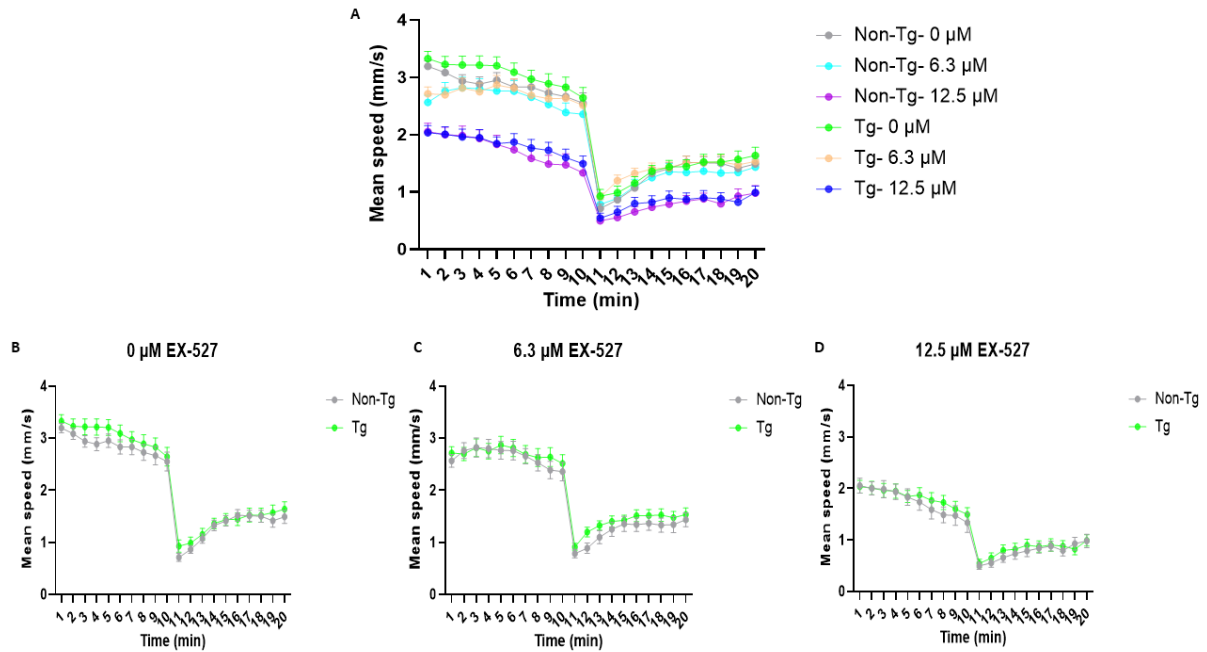 A
4
3
2
1
0
Mean speed (mm/s)
1 2 3 4 5 6 7 8 9 10 11 12 13 14 15 16 17 18 19 20
Time (min)
Non-Tg- 0 µM
Non-Tg- 6.3 µM
Non-Tg- 12.5 µM
Tg- 0 µM
Tg- 6.3 µM
Tg- 12.5 µM
B
0 µM EX-527
4
3
2
1
0
Mean speed (mm/s)
1 2 3 4 5 6 7 8 9 10 11 12 13 14 15 16 17 18 19 20
Time (min)
Non-Tg
Tg
C
6.3 µM EX-527
4
3
2
1
0
Mean speed (mm/s)
1 2 3 4 5 6 7 8 9 10 11 12 13 14 15 16 17 18 19 20
Time (min)
Non-Tg
Tg
D
12.5 µM EX-527
4
3
2
1
0
Mean speed (mm/s)
1 2 3 4 5 6 7 8 9 10 11 12 13 14 15 16 17 18 19 20
Time (min)
Non-Tg
Tg